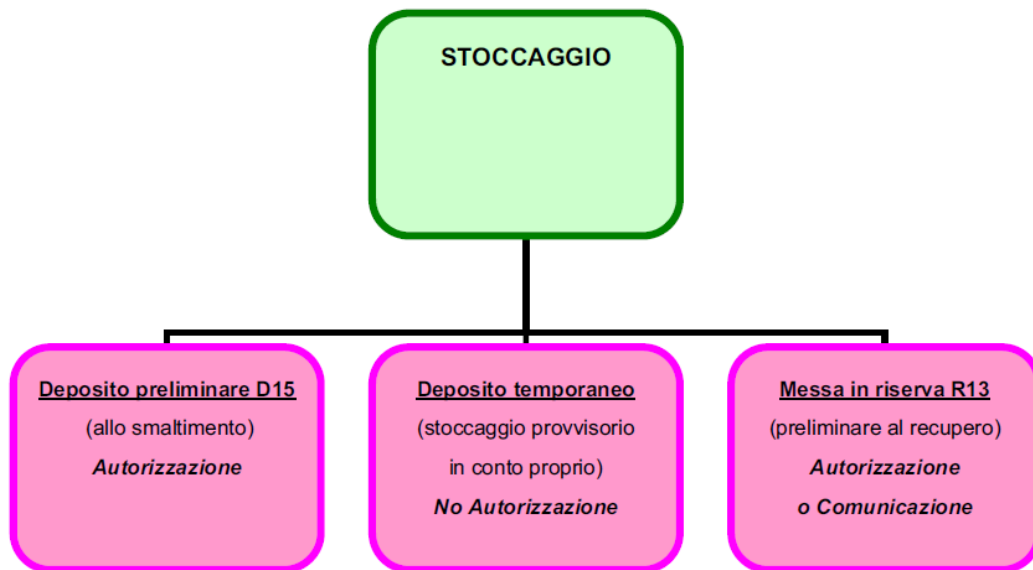 STOCCAGGIO
Deposito preliminare D15
(allo smaltimento)
Autorizzazione
Deposito temporaneo
(stoccaggio provvisorio
in conto proprio)
No Autorizzazione
Messa in riserva R13
(preliminare al recupero)
Autorizzazione
o Comunicazione